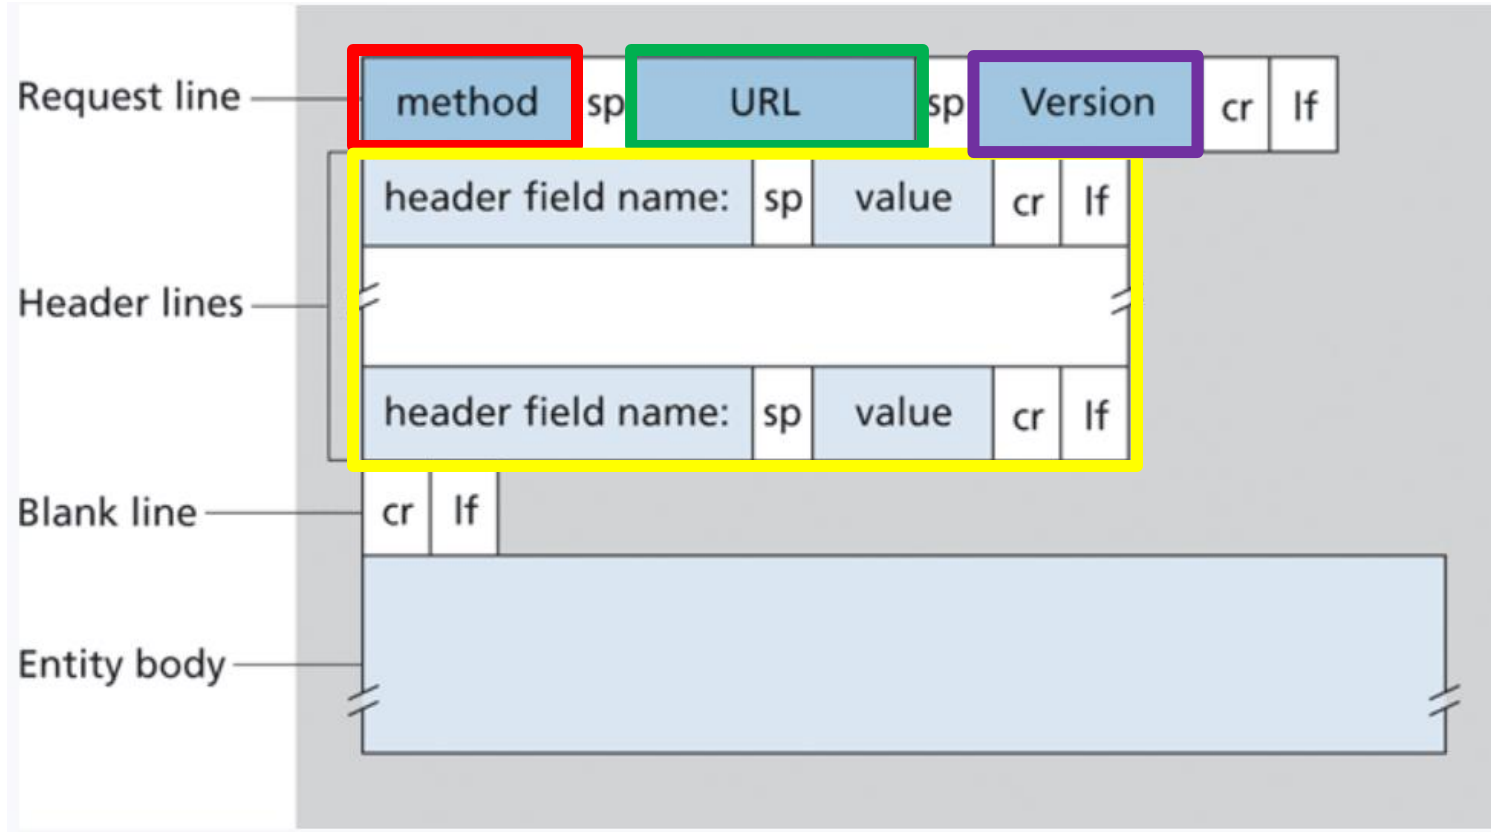 Request line method sp URL sp Version cr lf
header field name: sp value cr lf
Header lines
header field name: sp value cr lf
Blank line cr lf
Entity body